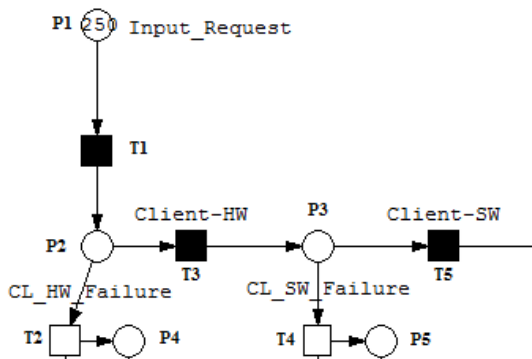 P1 250 Input_Request
T1
Client-HW P3 Client-SW
P2
T3 T5
CL_HW_Failure CL_SW_Failure
T2 P4 T4 P5